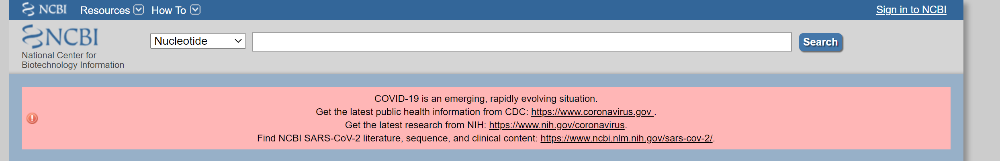 NCBI Resources How To Sign in to NCBI
NCBI
National Center for
Biotechnology Information
Nucleotide
Search
COVID-19 is an emerging, rapidly evolving situation.
Get the latest public health information from CDC: https://www.coronavirus.gov .
Get the latest research from NIH: https://www.nih.gov/coronavirus.
Find NCBI SARS-CoV-2 literature, sequence, and clinical content: https://www.ncbi.nlm.nih.gov/sars-cov-2/.